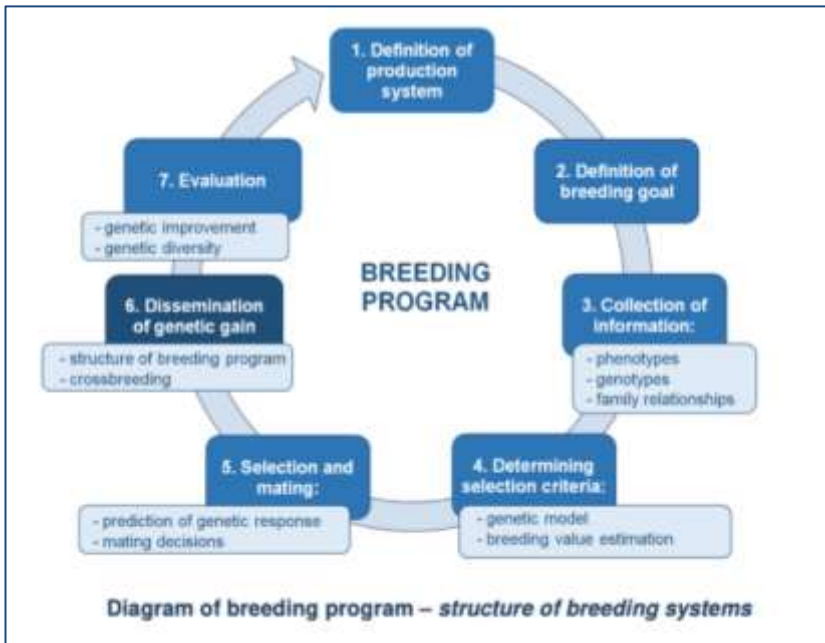 1. Definition of
production
system
2. Definition of
breeding goal
3. Collection of
information:
- phenotypes
- genotypes
- family relationships
4. Determining
selection criteria:
- genetic model
- breeding value estimation
5. Selection and
mating:
- prediction of genetic response
- mating decisions
6. Dissemination
of genetic gain
- structure of breeding program
- crossbreeding
7. Evaluation
- genetic improvement
- genetic diversity
BREEDING
PROGRAM
Diagram of breeding program – structure of breeding systems